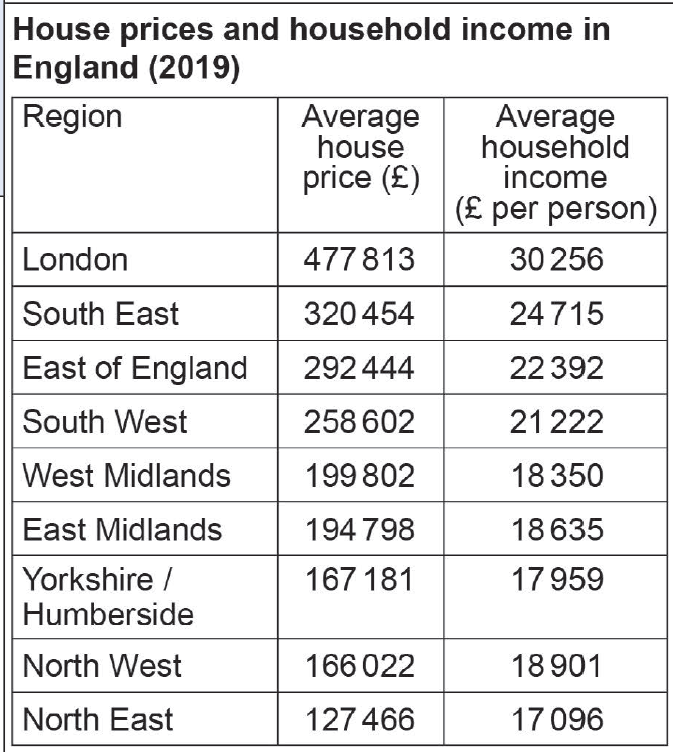 House prices and household income in
England (2019)
Region
Average
house
price (£)
Average
household
income
(£ per person)
London 477 813 30 256
South East 320 454 24 715
East of England 292 444 22 392
South West 258 602 21 222
West Midlands 199 802 18 350
East Midlands 194 798 18 635
Yorkshire / 167 181 17 959
Humberside
North West 166 022 18 901
North East 127 466 17 096